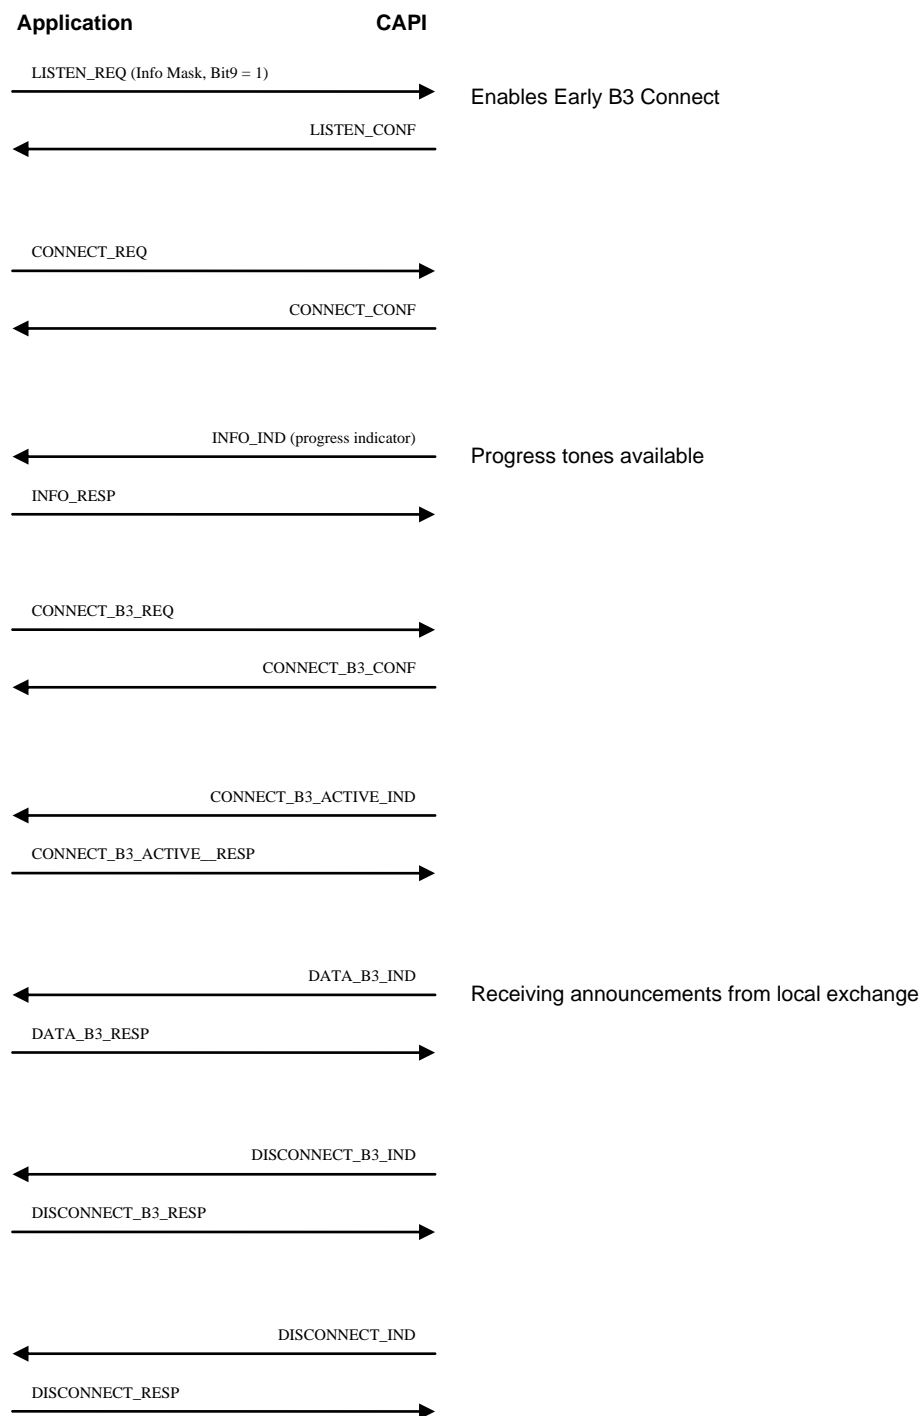 Application CAPI
LISTEN_REQ (Info Mask, Bit9 = 1)
Enables Early B3 Connect
LISTEN_CONF
CONNECT_REQ
CONNECT_CONF
INFO_IND (progress indicator)
Progress tones available
INFO_RESP
CONNECT_B3_REQ
CONNECT_B3_CONF
CONNECT_B3_ACTIVE_IND
CONNECT_B3_ACTIVE__RESP
DATA_B3_IND
Receiving announcements from local exchange
DATA_B3_RESP
DISCONNECT_B3_IND
DISCONNECT_B3_RESP
DISCONNECT_IND
DISCONNECT_RESP